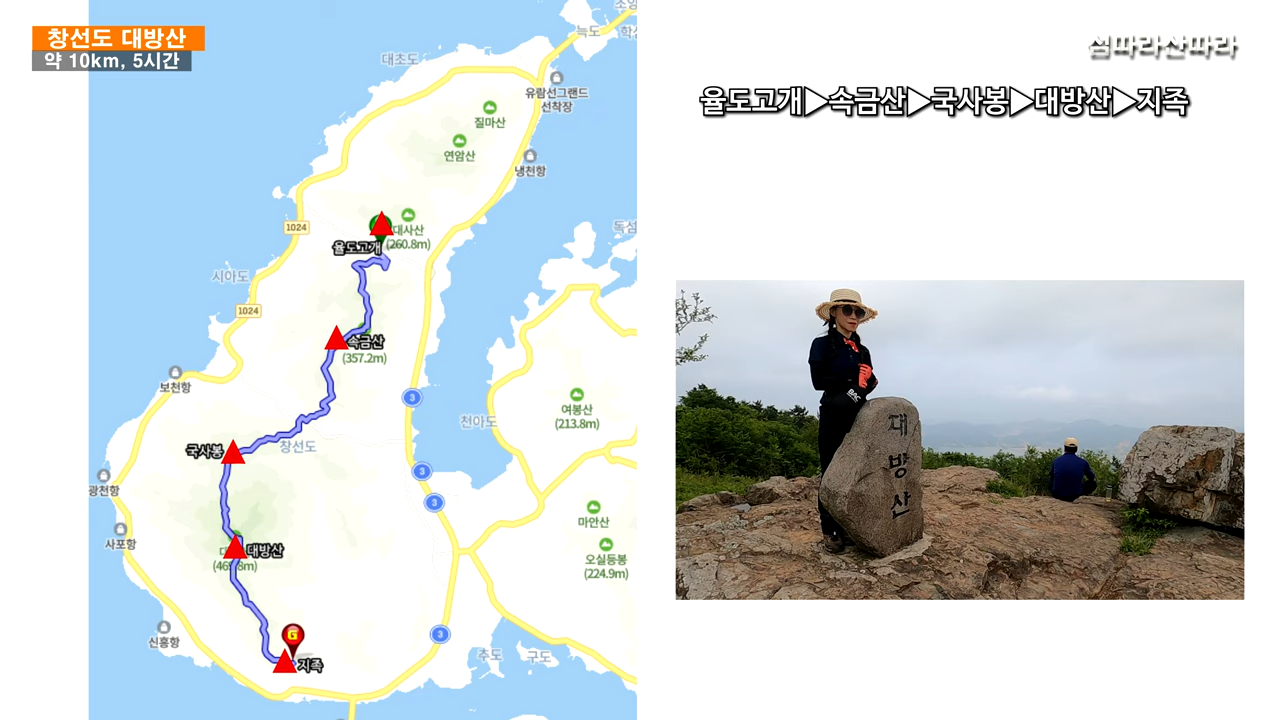 창선도 대방산
약 10km, 5시간
섬따라산따라
율도고개▶속금산▶국사봉▶대방산▶지족
늑도
대초도
유람선그랜드
선착장
질마산
연암산
냉천항
1024
대사산
(260.8m)
율도고개
독섬
시아도
1024
속금산
(357.2m)
보천항
3
여봉산
(213.8m)
천아도
국사봉
창선도
3
광천항
3
마안산
사포항
대방산
오실등봉
(224.9m)
신흥항
3
G
지족
추도
구도
BAC
대
방
산